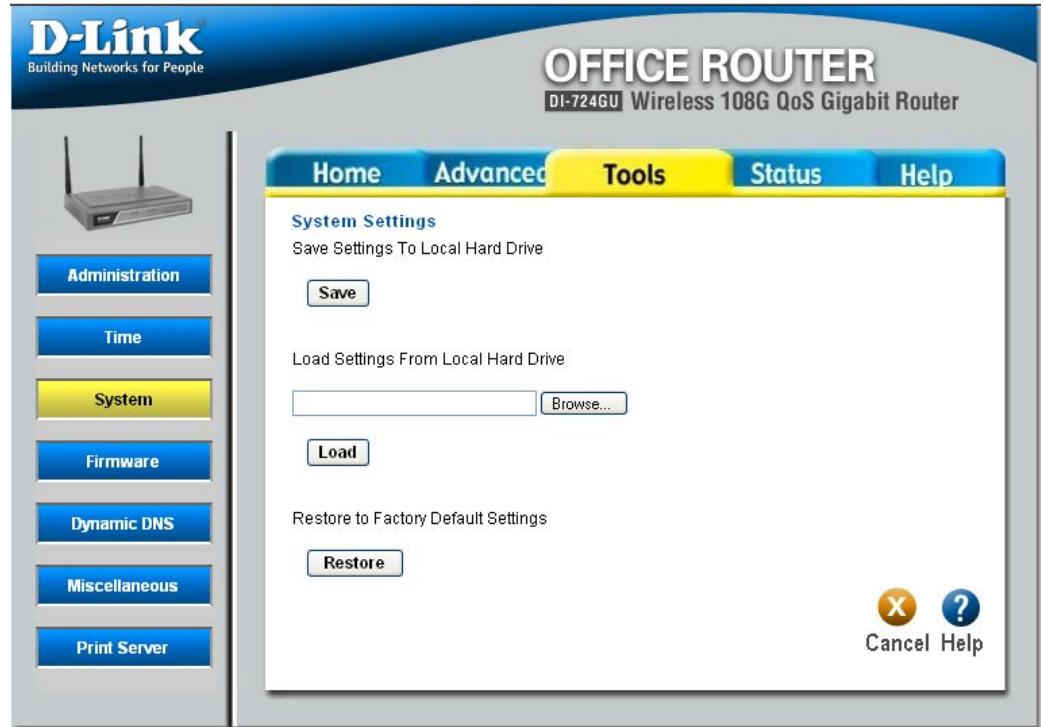 D-Link
Building Networks for People
OFFICE ROUTER
DI-724GU Wireless 108G QoS Gigabit Router
Home Advanced Tools Status Help
Administration
Time
System
Firmware
Dynamic DNS
Miscellaneous
Print Server
System Settings
Save Settings To Local Hard Drive
Save
Load Settings From Local Hard Drive
Browse...
Load
Restore to Factory Default Settings
Restore
X ?
Cancel Help